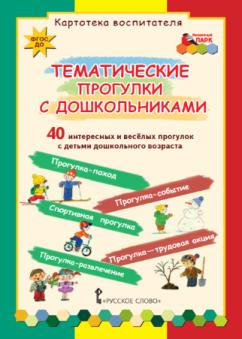 Картотека воспитателя
ФГОС
ДО
ПАРК
ТЕМАТИЧЕСКИЕ
ПРОГУЛКИ
С ДОШКОЛЬНИКАМИ
40 интересных и весёлых прогулок
с детьми дошкольного возраста
Прогулка-поход
Прогулка-событие
Спортивная прогулка
Прогулка—трудовая акция
Прогулка-развлечение
«РУССКОЕ СЛОВО»